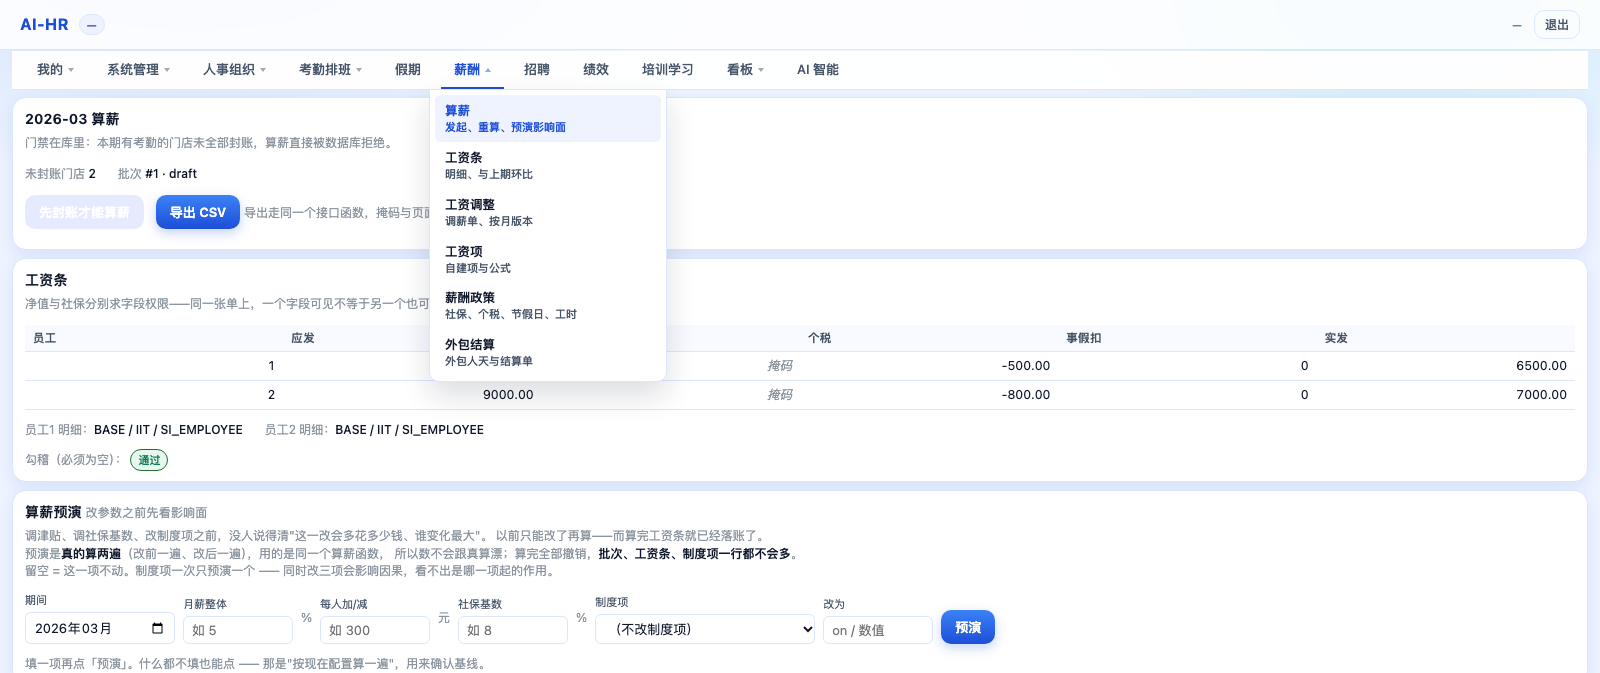 AI-HR
—
—
退出
我的
系统管理
人事组织
考勤排班
假期
薪酬
招聘
绩效
培训学习
看板
AI 智能
算薪
发起、重算、预演影响面
工资条
明细、与上期环比
工资调整
调薪单、按月版本
工资项
自建项与公式
薪酬政策
社保、个税、节假日、工时
外包结算
外包人天与结算单
2026-03 算薪
门禁在库里：本期有考勤的门店未全部封账，算薪直接被数据库拒绝。
未封账门店 2 批次 #1 · draft
先封账才能算薪
导出 CSV
导出走同一个接口函数，掩码与页面
工资条
净值与社保分别求字段权限——同一张单上，一个字段可见不等于另一个也可
员工 应发 个税 事假扣 实发
1 掩码 -500.00 0 6500.00
2 9000.00 掩码 -800.00 0 7000.00
员工1 明细：BASE / IIT / SI_EMPLOYEE 员工2 明细：BASE / IIT / SI_EMPLOYEE
勾稽（必须为空）： 通过
算薪预演 改参数之前先看影响面
调津贴、调社保基数、改制度项之前，没人说得清"这一改会多花多少钱、谁变化最大"。 以前只能改了再算——而算完工资条就已经落账了。
预演是真的算两遍（改前一遍、改后一遍），用的是同一个算薪函数， 所以数不会跟真算漂；算完全部撤销，批次、工资条、制度项一行都不会多。
留空 = 这一项不动。制度项一次只预演一个 —— 同时改三项会影响因果，看不出是哪一项起的作用。
期间 月薪整体 每人加/减 社保基数 制度项 改为
2026年03月 如 5 % 如 300 元 如 8 % (不改制度项) on / 数值 预演
填一项再点「预演」。什么都不填也能点 —— 那是"按现在配置算一遍"，用来确认基线。